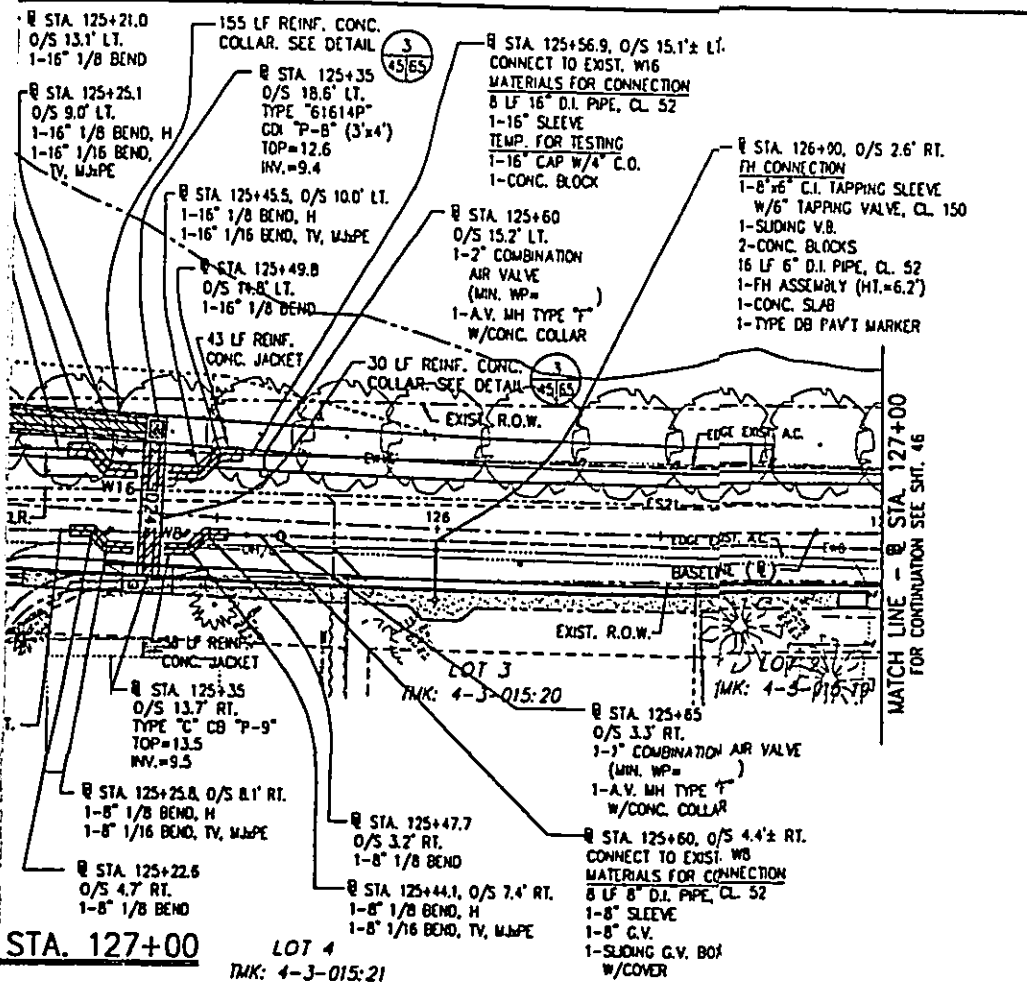 ℄ STA. 125+21.0
O/S 13.1' LT.
1-16" 1/8 BEND
℄ STA. 125+25.1
O/S 9.0' LT.
1-16" 1/8 BEND, H
1-16" 1/16 BEND,
TV, MJxPE
155 LF REINF. CONC.
COLLAR. SEE DETAIL
3
45|65
℄ STA. 125+35
O/S 18.6' LT.
TYPE "61614P"
GDI "P-8" (3'x4')
TOP=12.6
INV.=9.4
℄ STA. 125+45.5, O/S 10.0' LT.
1-16" 1/8 BEND, H
1-16" 1/16 BEND, TV, MJxPE
℄ STA. 125+49.8
O/S 14.8' LT.
1-16" 1/8 BEND
43 LF REINF.
CONC. JACKET
℄ STA. 125+56.9, O/S 15.1'± LT.
CONNECT TO EXIST. W16
MATERIALS FOR CONNECTION
8 LF 16" D.I. PIPE, CL. 52
1-16" SLEEVE
TEMP. FOR TESTING
1-16" CAP W/4" C.O.
1-CONC. BLOCK
℄ STA. 125+60
O/S 15.2' LT.
1-2" COMBINATION
AIR VALVE
(MIN. WP= )
1-A.V. MH TYPE "F"
W/CONC. COLLAR
30 LF REINF. CONC.
COLLAR. SEE DETAIL
3
45|65
℄ STA. 126+00, O/S 2.6' RT.
FH CONNECTION
1-8"x6" C.I. TAPPING SLEEVE
W/6" TAPPING VALVE, CL. 150
1-SLIDING V.B.
2-CONC. BLOCKS
16 LF 6" D.I. PIPE, CL. 52
1-FH ASSEMBLY (HT.=6.2')
1-CONC. SLAB
1-TYPE DB PAV'T MARKER
EXIST. R.O.W.
EDGE EXIST. A.C.
W16
D24
W8
126
ES21
EDGE EXIST. A.C.
BASELINE (℄)
EXIST. R.O.W.
MATCH LINE - ℄ STA. 127+00
FOR CONTINUATION SEE SHT. 46
38 LF REINF.
CONC. JACKET
LOT 3
TMK: 4-3-015:20
℄ STA. 125+35
O/S 13.7' RT.
TYPE "C" CB "P-9"
TOP=13.5
INV.=9.5
℄ STA. 125+25.8, O/S 8.1' RT.
1-8" 1/8 BEND, H
1-8" 1/16 BEND, TV, MJxPE
℄ STA. 125+22.6
O/S 4.7' RT.
1-8" 1/8 BEND
℄ STA. 125+47.7
O/S 3.2' RT.
1-8" 1/8 BEND
℄ STA. 125+44.1, O/S 7.4' RT.
1-8" 1/8 BEND, H
1-8" 1/16 BEND, TV, MJxPE
℄ STA. 125+65
O/S 3.3' RT.
1-1" COMBINATION AIR VALVE
(MIN. WP= )
1-A.V. MH TYPE "F"
W/CONC. COLLAR
℄ STA. 125+60, O/S 4.4'± RT.
CONNECT TO EXIST. W8
MATERIALS FOR CONNECTION
8 LF 8" D.I. PIPE, CL. 52
1-8" SLEEVE
1-8" G.V.
1-SLIDING G.V. BOX
W/COVER
STA. 127+00
LOT 4
TMK: 4-3-015:21